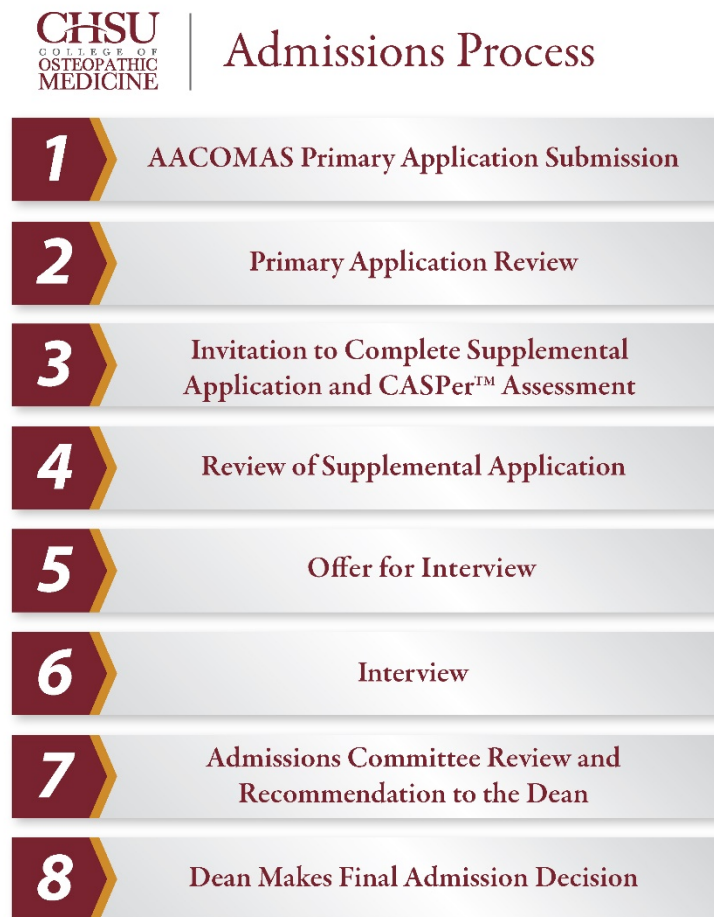 CHSU
COLLEGE OF
OSTEOPATHIC
MEDICINE
Admissions Process
1
AACOMAS Primary Application Submission
2
Primary Application Review
3
Invitation to Complete Supplemental
Application and CASPer™ Assessment
4
Review of Supplemental Application
5
Offer for Interview
6
Interview
7
Admissions Committee Review and
Recommendation to the Dean
8
Dean Makes Final Admission Decision